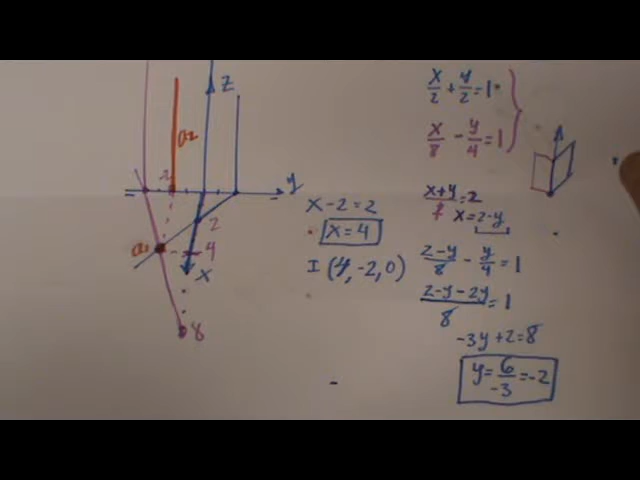 z
a2
y
2
a1
4
x
8
x-2=2
x=4
I (4, -2, 0)
x/2 + y/2 = 1
x/8 - y/4 = 1
x+y/2 = 2
x = 2-y
2-y/8 - y/4 = 1
2-y-2y/8 = 1
-3y+2=8
y = 6/-3 = -2